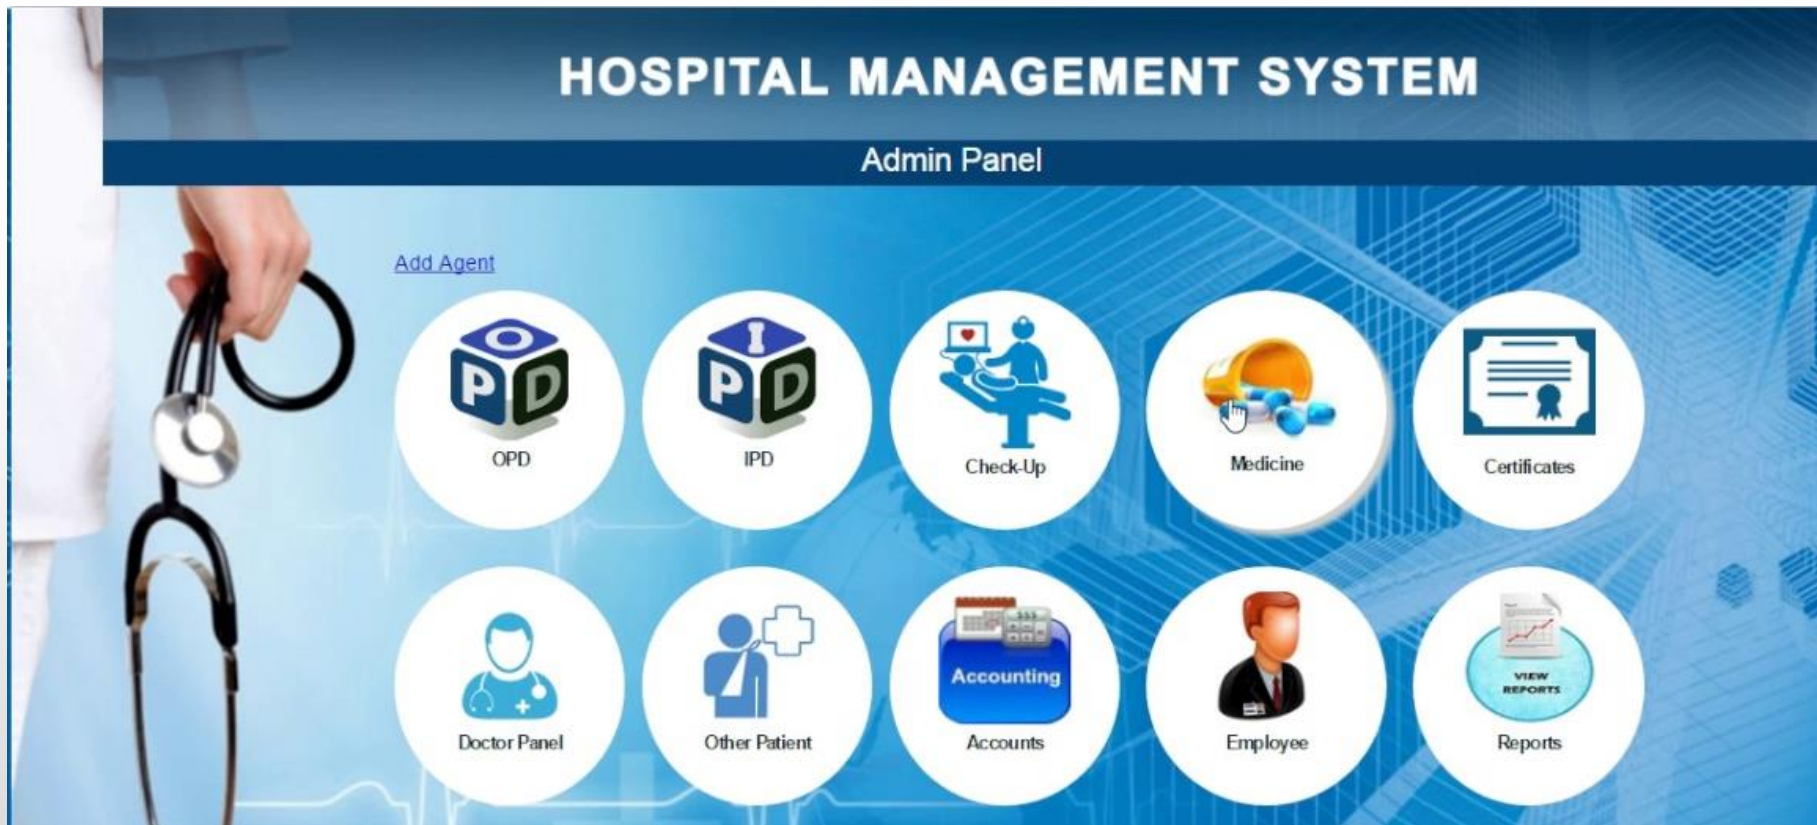 HOSPITAL MANAGEMENT SYSTEM
Admin Panel
Add Agent
O
P D
OPD
I
P D
IPD
Check-Up
Medicine
Certificates
Doctor Panel
Other Patient
$$$
Accounting
Accounts
Employee
VIEW
REPORTS
Reports